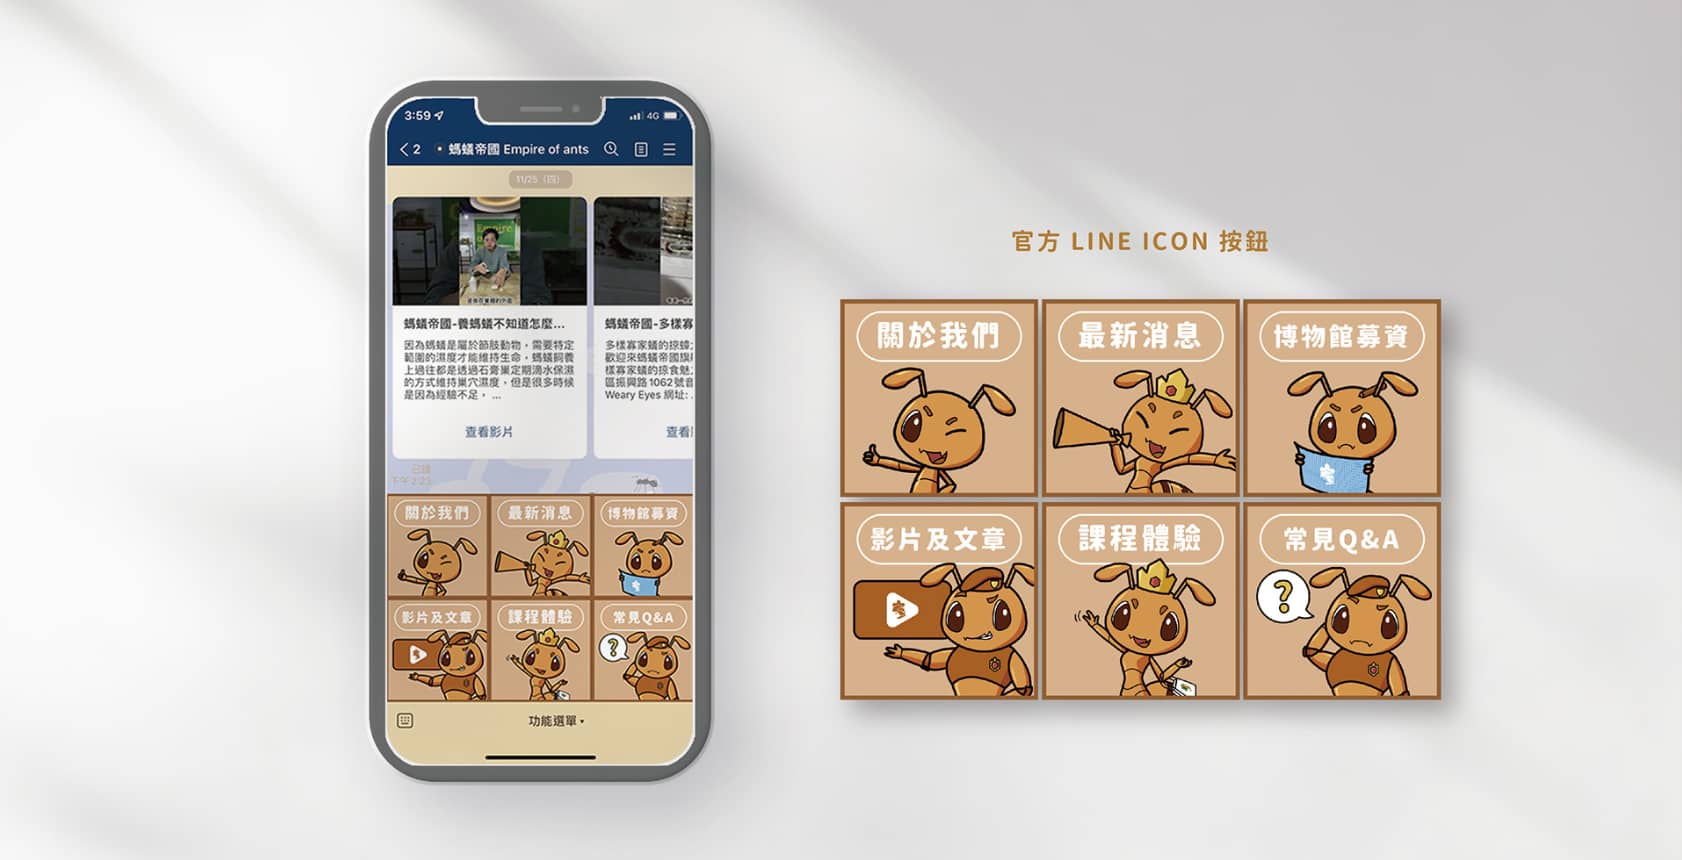 3:59
4G
2
螞蟻帝國 Empire of ants
11/25（四）
螞蟻帝國-養螞蟻不知道怎麼...
因為螞蟻是屬於節肢動物，需要特定
範圍的濕度才能維持生命，螞蟻飼養
上過往都是透過石膏巢定期滴水保濕
的方式維持巢穴濕度，但是很多時候
是因為經驗不足， ...
查看影片
螞蟻帝國-多樣寡
多樣寡家蟻的掠
歡迎來螞蟻帝國旗
樣寡家蟻的掠食魅
區振興路1062號
Weary Eyes 網址:
查看
已讀
下午2:23
關於我們
最新消息
博物館募資
影片及文章
課程體驗
常見Q&A
?
功能選單
官方 LINE ICON 按鈕
關於我們
最新消息
博物館募資
影片及文章
課程體驗
常見Q&A
?